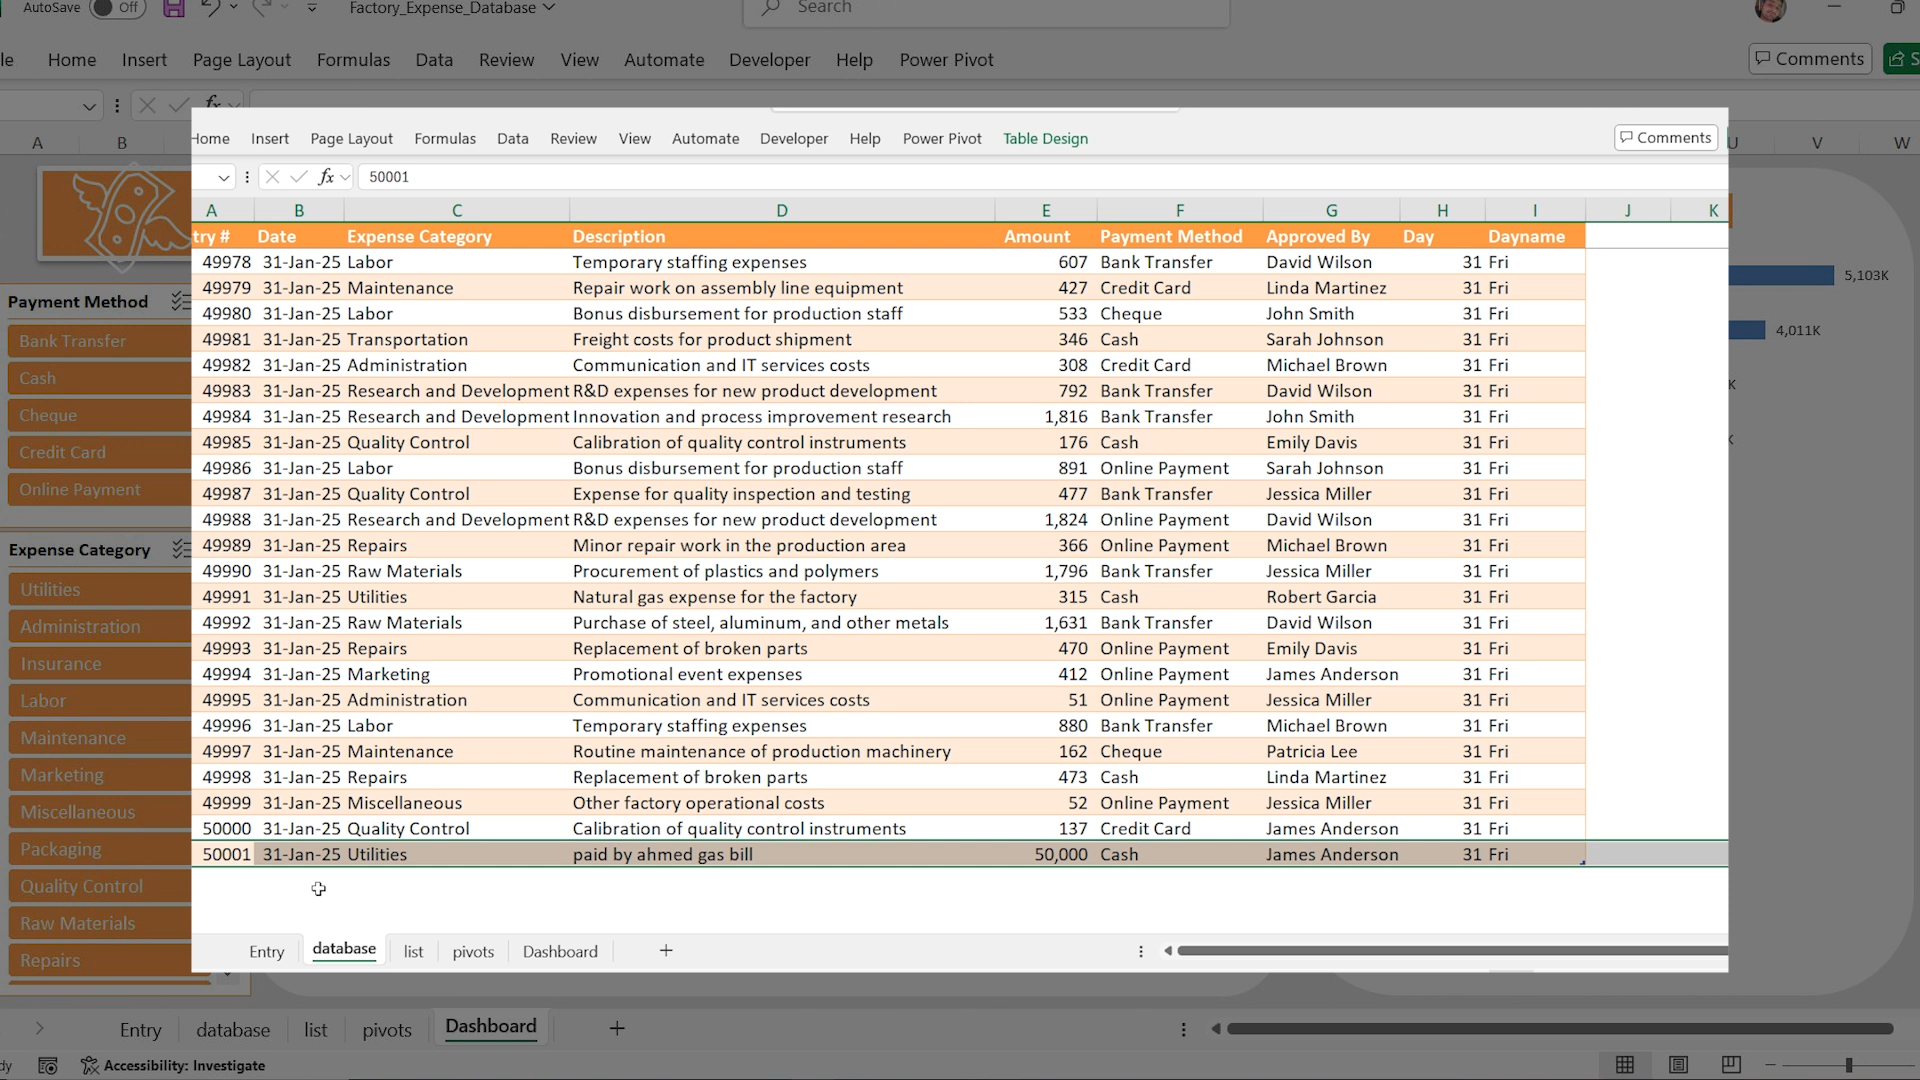 AutoSave Off Factory_Expense_Database Search
Home Insert Page Layout Formulas Data Review View Automate Developer Help Power Pivot Comments
A B U V W
Payment Method
Bank Transfer
Cash
Cheque
Credit Card
Online Payment
Expense Category
Utilities
Administration
Insurance
Labor
Maintenance
Marketing
Miscellaneous
Packaging
Quality Control
Raw Materials
Repairs
5,103K
4,011K
Home Insert Page Layout Formulas Data Review View Automate Developer Help Power Pivot Table Design Comments
fx 50001
A B C D E F G H I J K
try # Date Expense Category Description Amount Payment Method Approved By Day Dayname
49978 31-Jan-25 Labor Temporary staffing expenses 607 Bank Transfer David Wilson 31 Fri
49979 31-Jan-25 Maintenance Repair work on assembly line equipment 427 Credit Card Linda Martinez 31 Fri
49980 31-Jan-25 Labor Bonus disbursement for production staff 533 Cheque John Smith 31 Fri
49981 31-Jan-25 Transportation Freight costs for product shipment 346 Cash Sarah Johnson 31 Fri
49982 31-Jan-25 Administration Communication and IT services costs 308 Credit Card Michael Brown 31 Fri
49983 31-Jan-25 Research and Development R&D expenses for new product development 792 Bank Transfer David Wilson 31 Fri
49984 31-Jan-25 Research and Development Innovation and process improvement research 1,816 Bank Transfer John Smith 31 Fri
49985 31-Jan-25 Quality Control Calibration of quality control instruments 176 Cash Emily Davis 31 Fri
49986 31-Jan-25 Labor Bonus disbursement for production staff 891 Online Payment Sarah Johnson 31 Fri
49987 31-Jan-25 Quality Control Expense for quality inspection and testing 477 Bank Transfer Jessica Miller 31 Fri
49988 31-Jan-25 Research and Development R&D expenses for new product development 1,824 Online Payment David Wilson 31 Fri
49989 31-Jan-25 Repairs Minor repair work in the production area 366 Online Payment Michael Brown 31 Fri
49990 31-Jan-25 Raw Materials Procurement of plastics and polymers 1,796 Bank Transfer Jessica Miller 31 Fri
49991 31-Jan-25 Utilities Natural gas expense for the factory 315 Cash Robert Garcia 31 Fri
49992 31-Jan-25 Raw Materials Purchase of steel, aluminum, and other metals 1,631 Bank Transfer David Wilson 31 Fri
49993 31-Jan-25 Repairs Replacement of broken parts 470 Online Payment Emily Davis 31 Fri
49994 31-Jan-25 Marketing Promotional event expenses 412 Online Payment James Anderson 31 Fri
49995 31-Jan-25 Administration Communication and IT services costs 51 Online Payment Jessica Miller 31 Fri
49996 31-Jan-25 Labor Temporary staffing expenses 880 Bank Transfer Michael Brown 31 Fri
49997 31-Jan-25 Maintenance Routine maintenance of production machinery 162 Cheque Patricia Lee 31 Fri
49998 31-Jan-25 Repairs Replacement of broken parts 473 Cash Linda Martinez 31 Fri
49999 31-Jan-25 Miscellaneous Other factory operational costs 52 Online Payment Jessica Miller 31 Fri
50000 31-Jan-25 Quality Control Calibration of quality control instruments 137 Credit Card James Anderson 31 Fri
50001 31-Jan-25 Utilities paid by ahmed gas bill 50,000 Cash James Anderson 31 Fri
Entry database list pivots Dashboard
Entry database list pivots Dashboard
Accessibility: Investigate